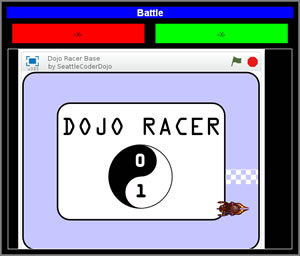 Battle
-x-
-x-
Dojo Racer Base
by SeattleCoderDojo
DOJO RACER
0
1